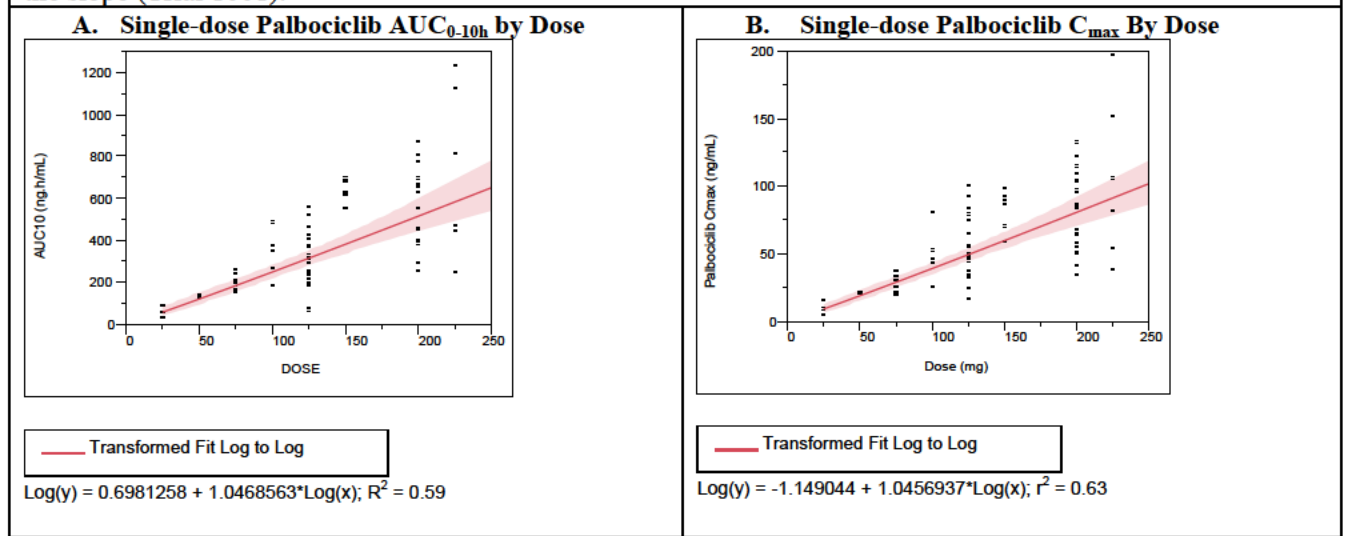 A. Single-dose Palbociclib AUC0-10h by Dose
1200
1000
800
600
400
200
0
AUC10 (ng.h/mL)
0 50 100 150 200 250
DOSE
Transformed Fit Log to Log
Log(y) = 0.6981258 + 1.0468563*Log(x); R² = 0.59
B. Single-dose Palbociclib Cmax By Dose
200
150
100
50
0
Palbociclib Cmax (ng/mL)
0 50 100 150 200 250
Dose (mg)
Transformed Fit Log to Log
Log(y) = -1.149044 + 1.0456937*Log(x); r² = 0.63